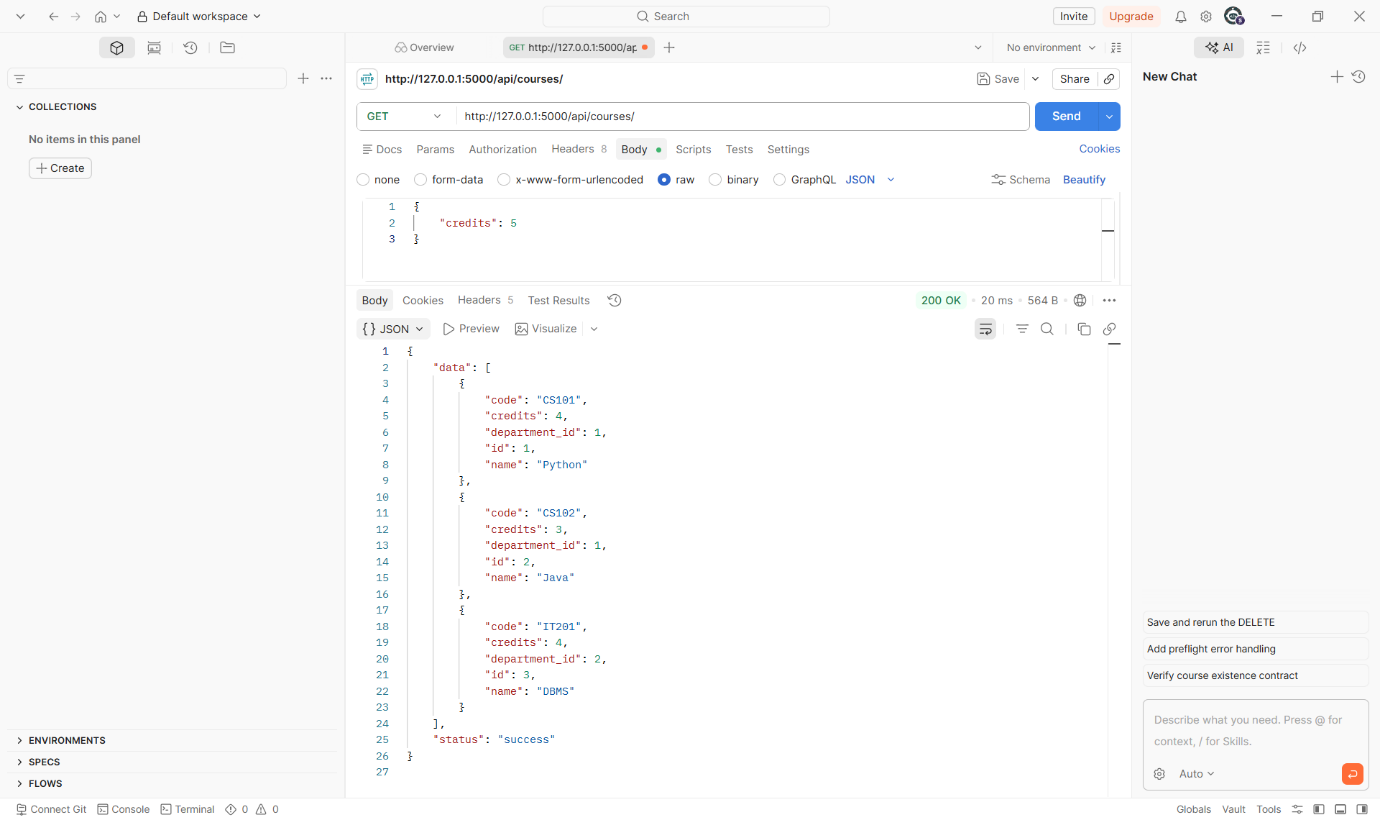 Default workspace
Search
Invite
Upgrade
COLLECTIONS
No items in this panel
Create
ENVIRONMENTS
SPECS
FLOWS
Overview
GET http://127.0.0.1:5000/ap
No environment
http://127.0.0.1:5000/api/courses/
Save
Share
GET http://127.0.0.1:5000/api/courses/
Send
Docs Params Authorization Headers 8 Body Scripts Tests Settings Cookies
none form-data x-www-form-urlencoded raw binary GraphQL JSON Schema Beautify
1 {
2 "credits": 5
3 }
Body Cookies Headers 5 Test Results 200 OK • 20 ms • 564 B
{ } JSON Preview Visualize
1 {
2 "data": [
3 {
4 "code": "CS101",
5 "credits": 4,
6 "department_id": 1,
7 "id": 1,
8 "name": "Python"
9 },
10 {
11 "code": "CS102",
12 "credits": 3,
13 "department_id": 1,
14 "id": 2,
15 "name": "Java"
16 },
17 {
18 "code": "IT201",
19 "credits": 4,
20 "department_id": 2,
21 "id": 3,
22 "name": "DBMS"
23 }
24 ],
25 "status": "success"
26 }
27
AI
New Chat
Save and rerun the DELETE
Add preflight error handling
Verify course existence contract
Describe what you need. Press @ for
context, / for Skills.
Auto
Connect Git Console Terminal 0 0
Globals Vault Tools